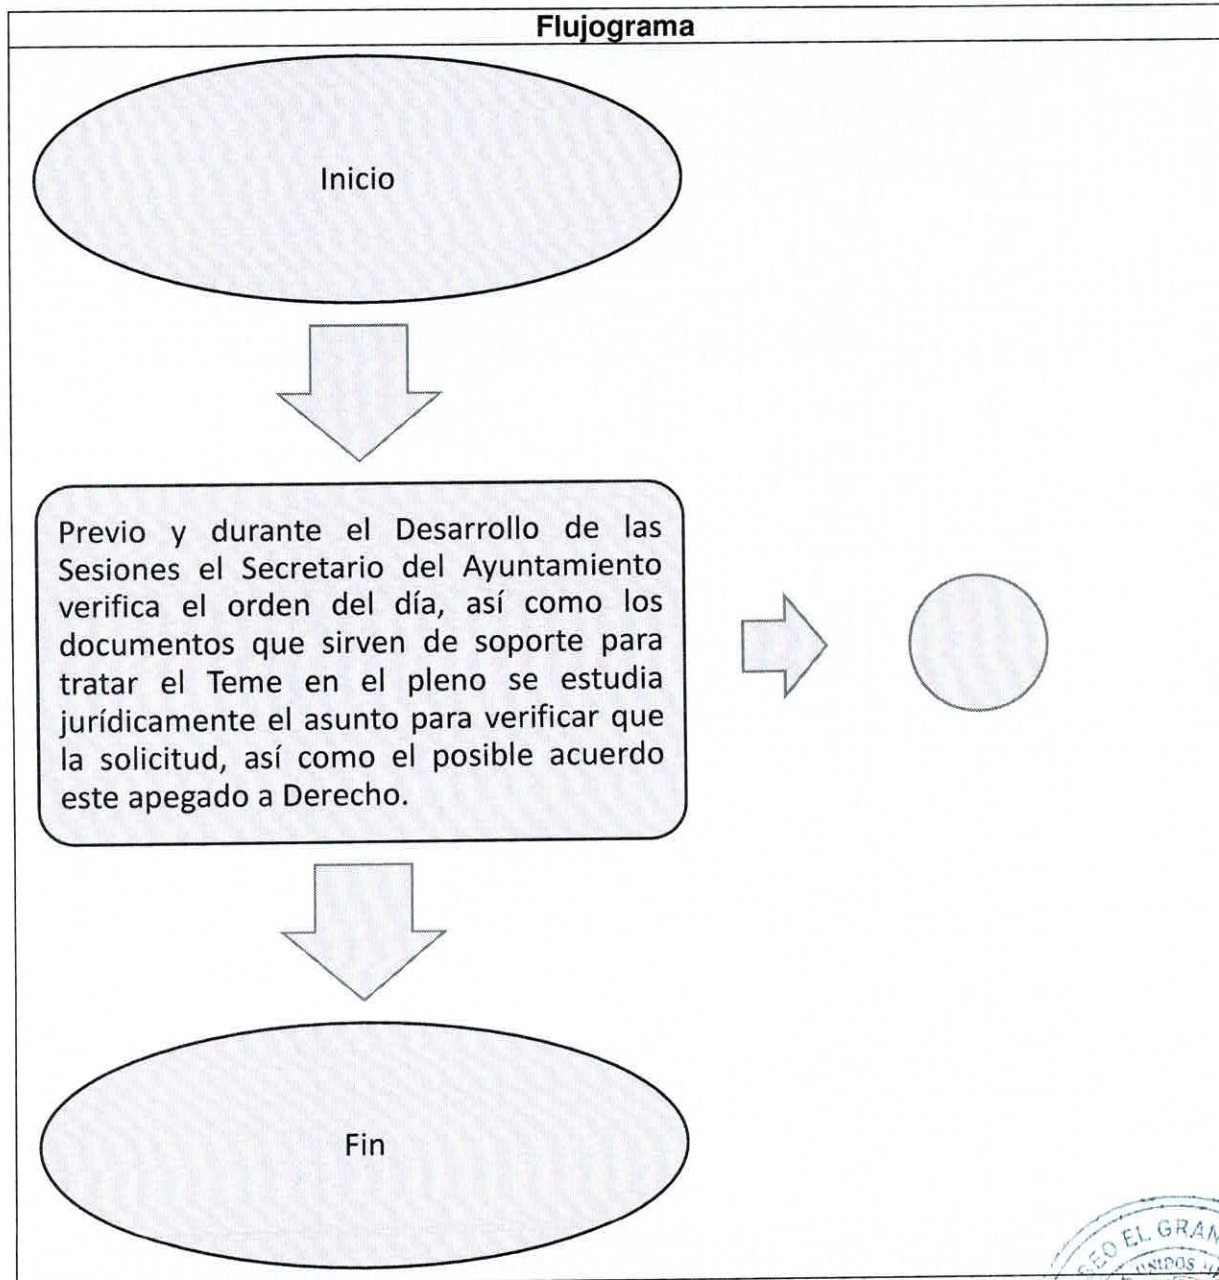 Flujograma
Inicio
Previo y durante el Desarrollo de las
Sesiones el Secretario del Ayuntamiento
verifica el orden del día, así como los
documentos que sirven de soporte para
tratar el Teme en el pleno se estudia
jurídicamente el asunto para verificar que
la solicitud, así como el posible acuerdo
este apegado a Derecho.
Fin
EL GRAN
UNIDOS